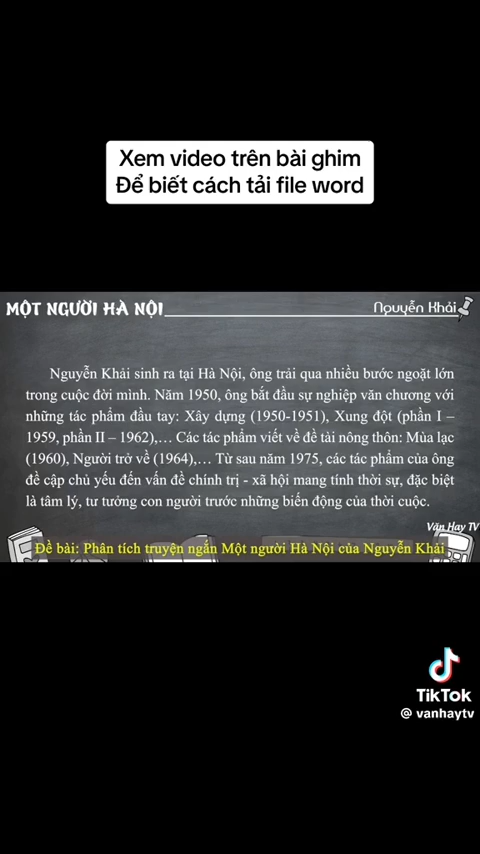 Xem video trên bài ghim
Để biết cách tải file word
MỘT NGƯỜI HÀ NỘI
Nguyễn Khải
Nguyễn Khải sinh ra tại Hà Nội, ông trải qua nhiều bước ngoặt lớn
trong cuộc đời mình. Năm 1950, ông bắt đầu sự nghiệp văn chương với
những tác phẩm đầu tay: Xây dựng (1950-1951), Xung đột (phần I –
1959, phần II – 1962),… Các tác phẩm viết về đề tài nông thôn: Mùa lạc
(1960), Người trở về (1964),… Từ sau năm 1975, các tác phẩm của ông
đề cập chủ yếu đến vấn đề chính trị - xã hội mang tính thời sự, đặc biệt
là tâm lý, tư tưởng con người trước những biến động của thời cuộc.
Văn Hay TV
Đề bài: Phân tích truyện ngắn Một người Hà Nội của Nguyễn Khải
TikTok
@ vanhaytv